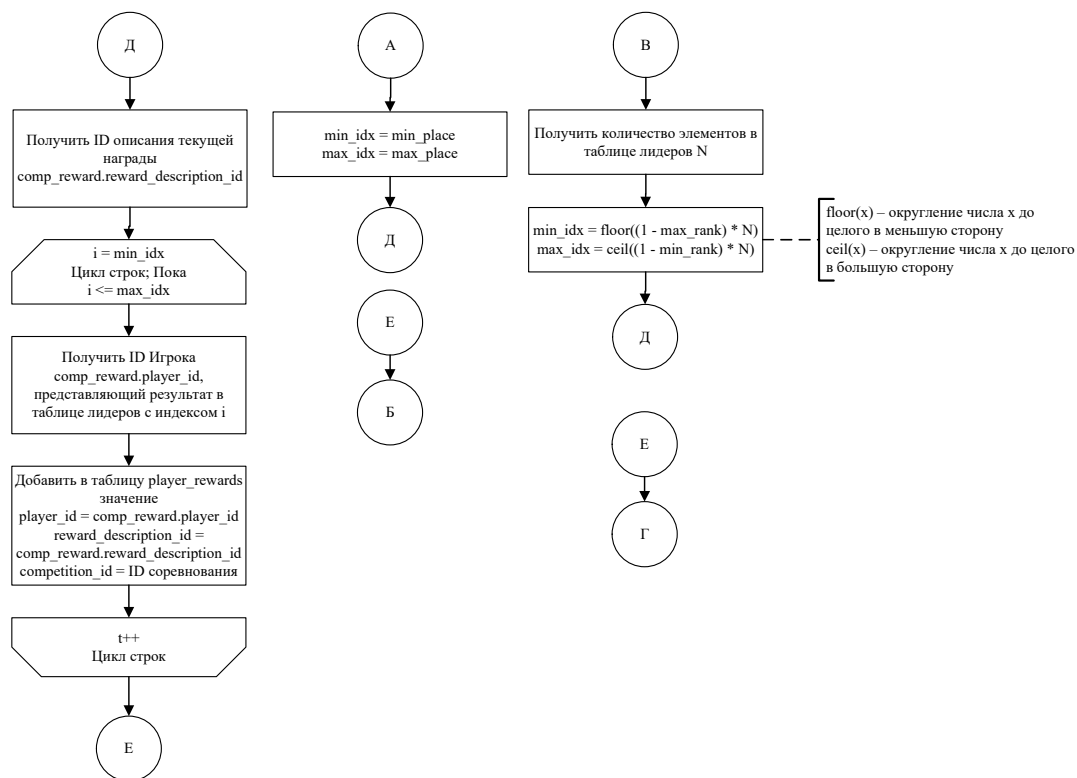 Д
Получить ID описания текущей
награды
comp_reward.reward_description_id
i = min_idx
Цикл строк; Пока
i <= max_idx
Получить ID Игрока
comp_reward.player_id,
представляющий результат в
таблице лидеров с индексом i
Добавить в таблицу player_rewards
значение
player_id = comp_reward.player_id
reward_description_id =
comp_reward.reward_description_id
competition_id = ID соревнования
t++
Цикл строк
Е
А
min_idx = min_place
max_idx = max_place
Д
Е
Б
В
Получить количество элементов в
таблице лидеров N
min_idx = floor((1 - max_rank) * N)
max_idx = ceil((1 - min_rank) * N)
floor(x) – округление числа x до
целого в меньшую сторону
ceil(x) – округление числа x до целого
в большую сторону
Д
Е
Г